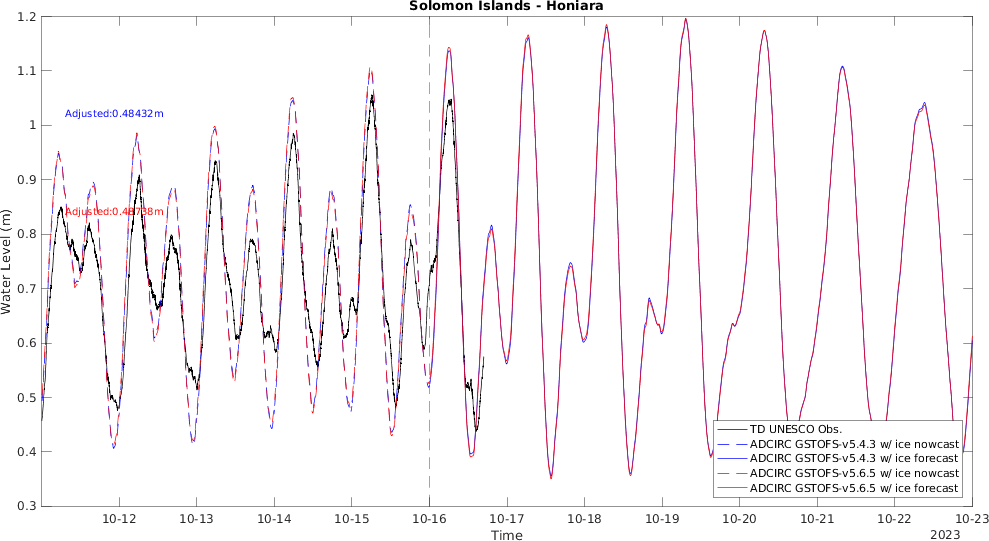 Solomon Islands - Honiara
1.2
1.1
1
0.9
0.8
0.7
0.6
0.5
0.4
0.3
Water Level (m)
Adjusted:0.48432m
Adjusted:0.48738m
TD UNESCO Obs.
ADCIRC GSTOFS-v5.4.3 w/ ice nowcast
ADCIRC GSTOFS-v5.4.3 w/ ice forecast
ADCIRC GSTOFS-v5.6.5 w/ ice nowcast
ADCIRC GSTOFS-v5.6.5 w/ ice forecast
10-12 10-13 10-14 10-15 10-16 10-17 10-18 10-19 10-20 10-21 10-22 10-23
Time
2023